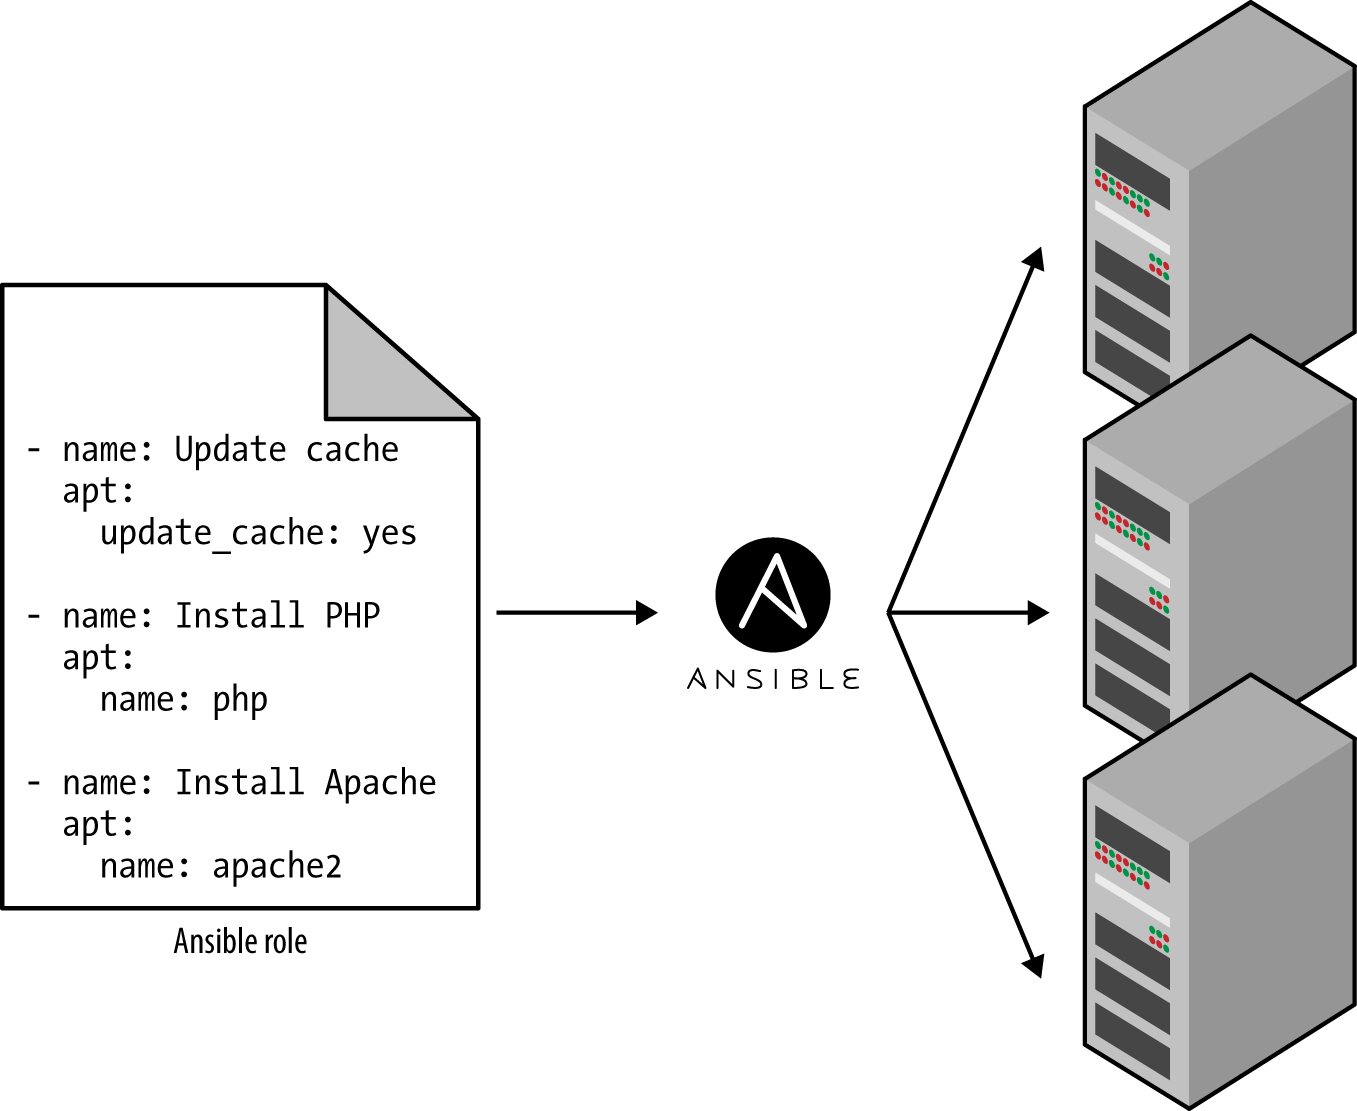 - name: Update cache
  apt:
    update_cache: yes
- name: Install PHP
  apt:
    name: php
- name: Install Apache
  apt:
    name: apache2
Ansible role
ANSIBLE